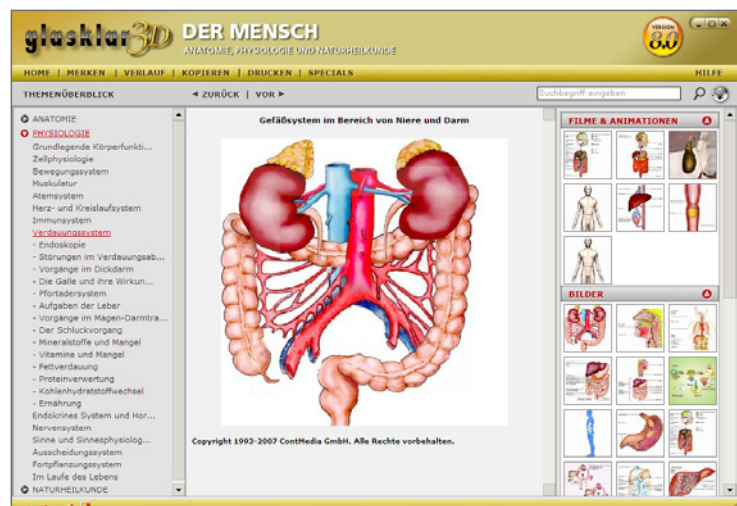 glasklar3D
DER MENSCH
ANATOMIE, PHYSIOLOGIE UND NATURHEILKUNDE
VERSION
8.0
HOME | MERKEN | VERLAUF | KOPIEREN | DRUCKEN | SPECIALS
HILFE
THEMENÜBERBLICK
ZURÜCK | VOR
Suchbegriff eingeben
ANATOMIE
PHYSIOLOGIE
Grundlegende Körperfunkti...
Zellphysiologie
Bewegungssystem
Muskulatur
Atemsystem
Herz- und Kreislaufsystem
Immunsystem
Verdauungssystem
- Endoskopie
- Störungen im Verdauungsab...
- Vorgänge im Dickdarm
- Die Galle und ihre Wirkun...
- Pfortadersystem
- Aufgaben der Leber
- Vorgänge im Magen-Darmtra...
- Der Schluckvorgang
- Mineralstoffe und Mangel
- Vitamine und Mangel
- Fettverdauung
- Proteinverwertung
- Kohlenhydratstoffwechsel
- Ernährung
Endokrines System und Hor...
Nervensystem
Sinne und Sinnesphysiolog...
Ausscheidungssystem
Fortpflanzungssystem
Im Laufe des Lebens
NATURHEILKUNDE
Gefäßsystem im Bereich von Niere und Darm
Copyright 1993-2007 ContMedia GmbH. Alle Rechte vorbehalten.
FILME & ANIMATIONEN
BILDER